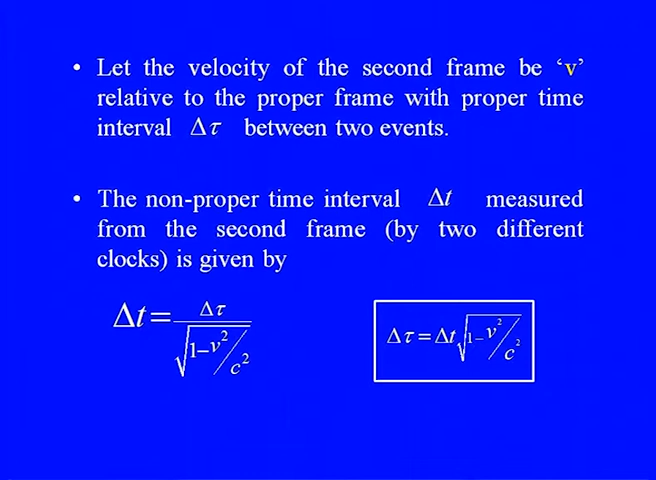 • Let the velocity of the second frame be ‘v’
relative to the proper frame with proper time
interval Δτ between two events.
• The non-proper time interval Δt measured
from the second frame (by two different
clocks) is given by
Δt = Δτ / √(1–v²/c²)
Δτ = Δt √(1–v²/c²)